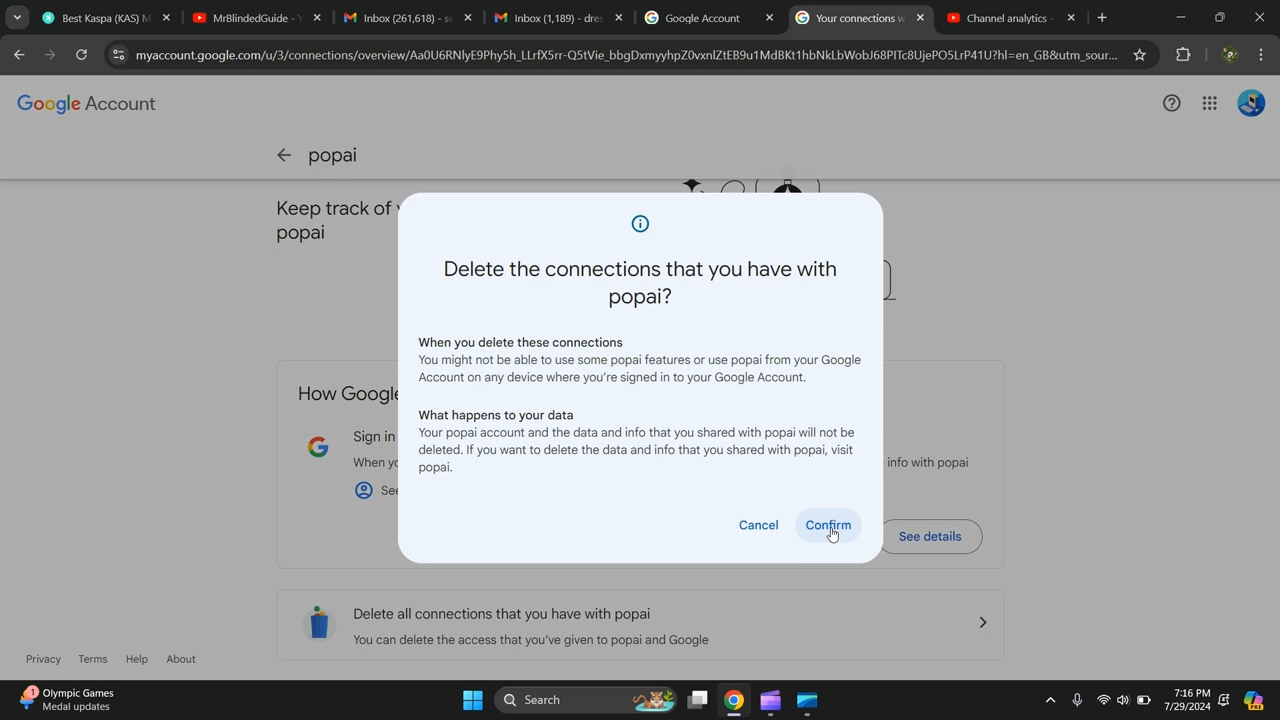 Best Kaspa (KAS) M
MrBlindedGuide - Y
Inbox (261,618) - se
Inbox (1,189) - dres
Google Account
Your connections w
Channel analytics -
myaccount.google.com/u/3/connections/overview/Aa0U6RNlyE9Phy5h_LLrfX5rr-Q5tVie_bbgDxmyyhpZ0vxnlZtEB9u1MdBKt1hbNkLbWobJ68PlTc8UjePO5LrP41U?hl=en_GB&utm_sour...
Google Account
popai
Keep track of
popai
Delete the connections that you have with
popai?
When you delete these connections
You might not be able to use some popai features or use popai from your Google
Account on any device where you're signed in to your Google Account.
What happens to your data
Your popai account and the data and info that you shared with popai will not be
deleted. If you want to delete the data and info that you shared with popai, visit
popai.
Cancel Confirm
How Google
Sign in
When yo info with popai
See
See details
Delete all connections that you have with popai
You can delete the access that you've given to popai and Google
Privacy Terms Help About
1
Olympic Games
Medal updates
Search
7:16 PM
7/29/2024